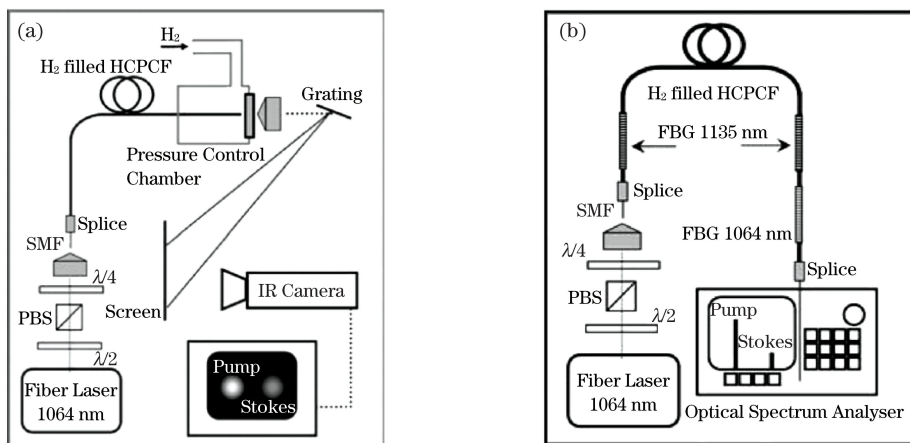 (a)
H₂
H₂ filled HCPCF
Grating
Pressure Control
Chamber
Splice
SMF
λ/4
PBS
λ/2
Fiber Laser
1064 nm
Screen
IR Camera
Pump
Stokes
(b)
H₂ filled HCPCF
FBG 1135 nm
Splice
SMF
λ/4
PBS
λ/2
Fiber Laser
1064 nm
FBG 1064 nm
Splice
Pump
Stokes
Optical Spectrum Analyser